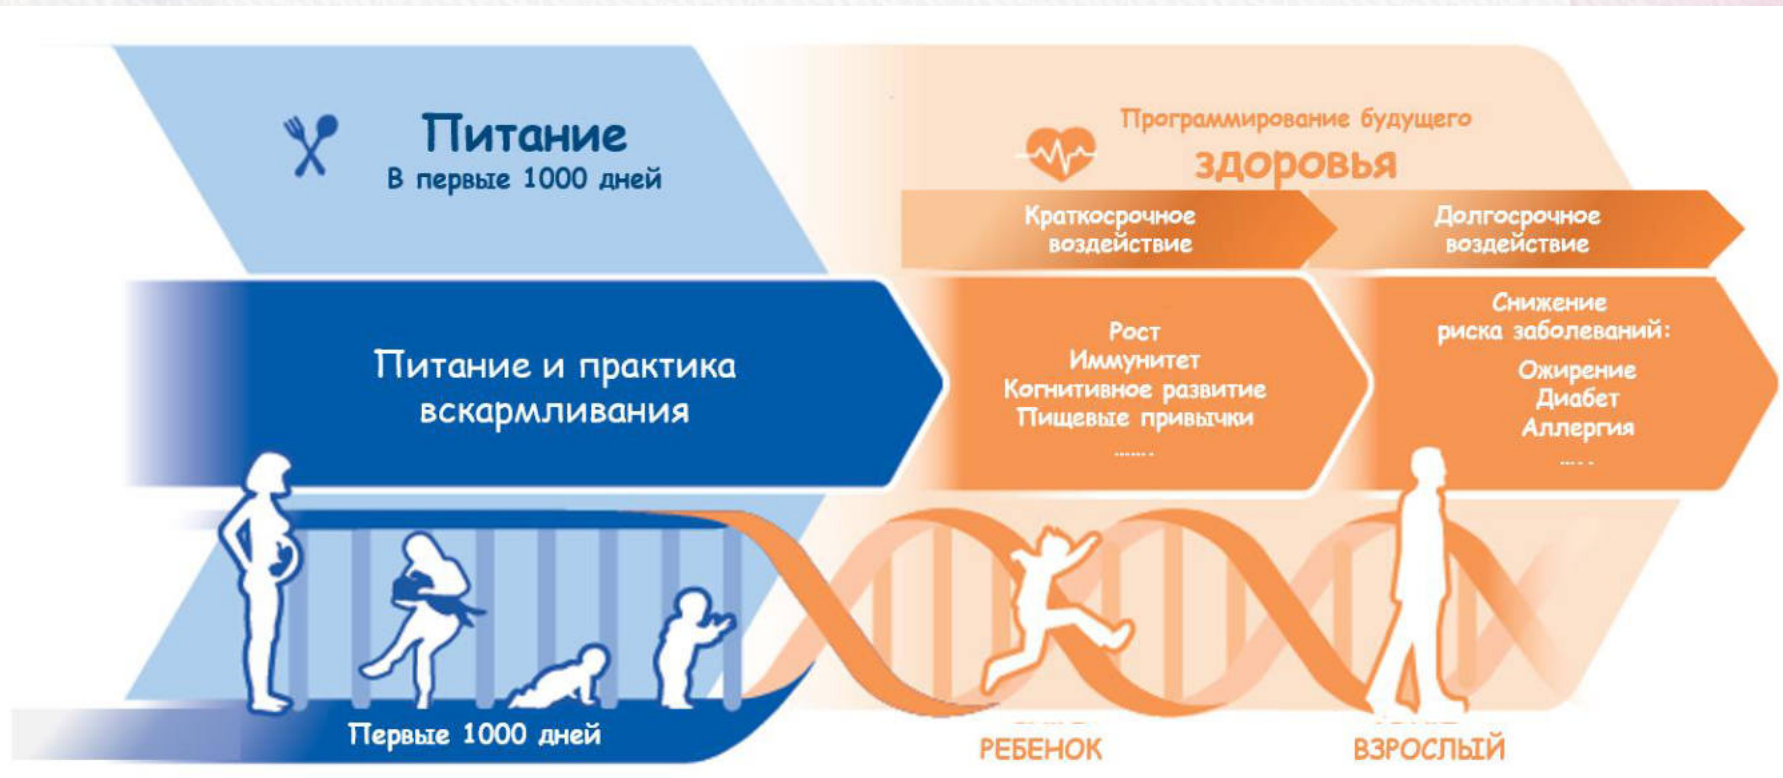 Питание
В первые 1000 дней
Программирование будущего
здоровья
Краткосрочное
воздействие
Долгосрочное
воздействие
Питание и практика
вскармливания
Рост
Иммунитет
Когнитивное развитие
Пищевые привычки
.......
Снижение
риска заболеваний:
Ожирение
Диабет
Аллергия
.....
Первые 1000 дней
РЕБЕНОК
ВЗРОСЛЫЙ